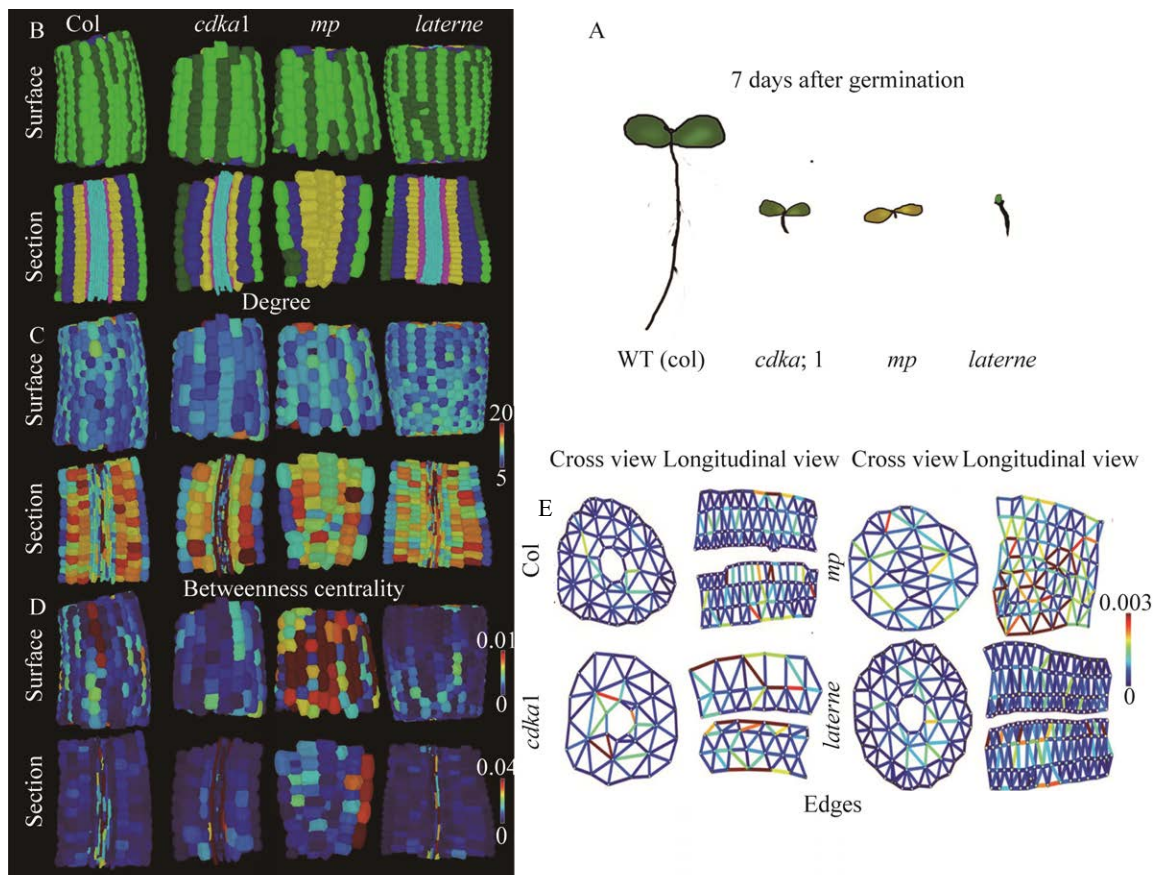 B Col cdka1 mp laterne
Surface
Section
Degree
C
Surface
20
5
Section
Betweenness centrality
D
Surface
0.01
0
Section
0.04
0
A
7 days after germination
WT (col) cdka; 1 mp laterne
Cross view Longitudinal view Cross view Longitudinal view
E
Col
mp
0.003
0
cdka1
laterne
Edges